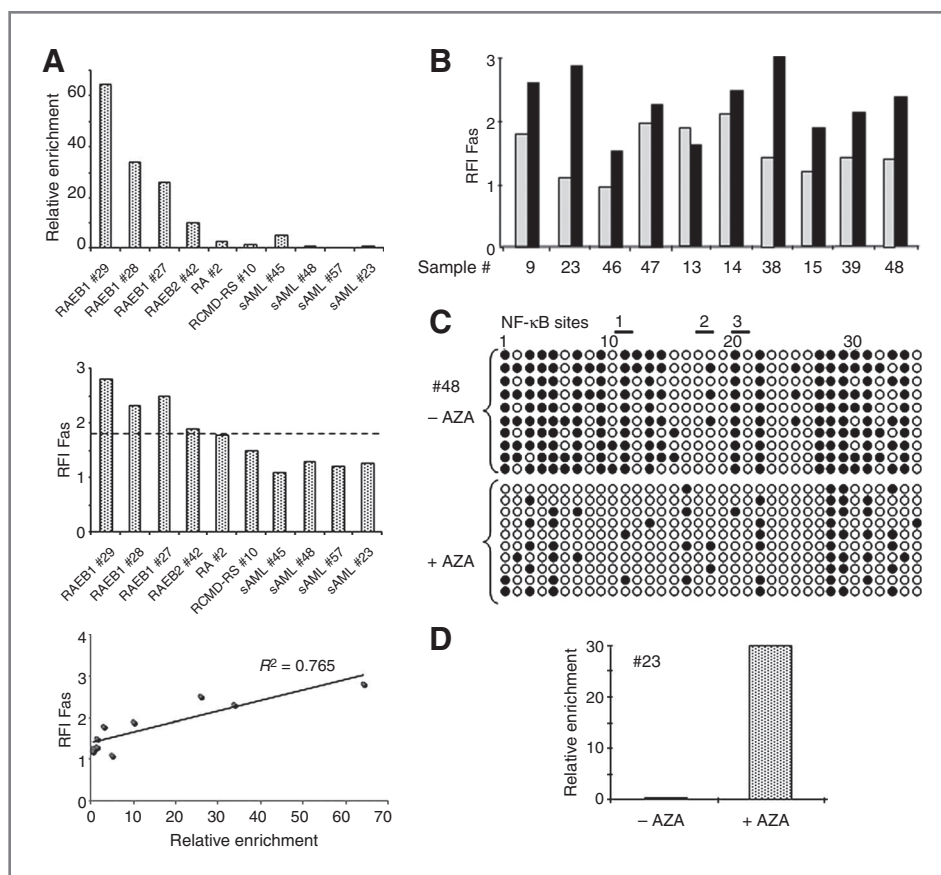 A
Relative enrichment
60
40
20
0
RAEB1 #29
RAEB1 #28
RAEB1 #27
RAEB2 #42
RA #2
RCMD-RS #10
sAML #45
sAML #48
sAML #57
sAML #23
RFI Fas
3
2
1
0
RAEB1 #29
RAEB1 #28
RAEB1 #27
RAEB2 #42
RA #2
RCMD-RS #10
sAML #45
sAML #48
sAML #57
sAML #23
RFI Fas
4
3
2
1
0
R² = 0.765
0 10 20 30 40 50 60 70
Relative enrichment
B
RFI Fas
3
2
1
0
Sample # 9 23 46 47 13 14 38 15 39 48
C
NF-κB sites 1 2 3
1 10 20 30
#48
– AZA
+ AZA
D
Relative enrichment
30
20
10
0
#23
– AZA + AZA